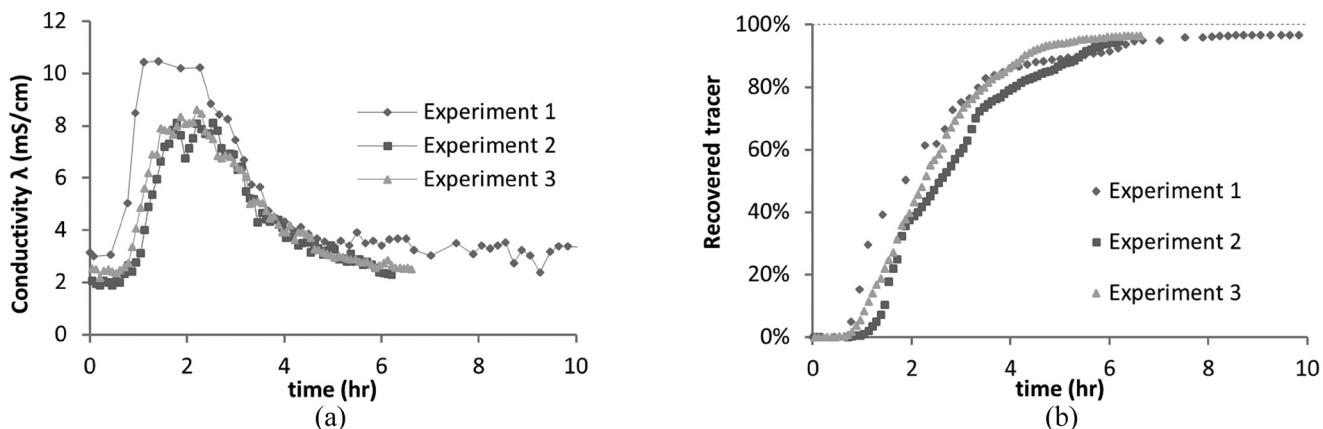 Conductivity λ (mS/cm)
12
10
8
6
4
2
0
0 2 4 6 8 10
time (hr)
Experiment 1
Experiment 2
Experiment 3
(a)
Recovered tracer
100%
80%
60%
40%
20%
0%
0 2 4 6 8 10
time (hr)
Experiment 1
Experiment 2
Experiment 3
(b)